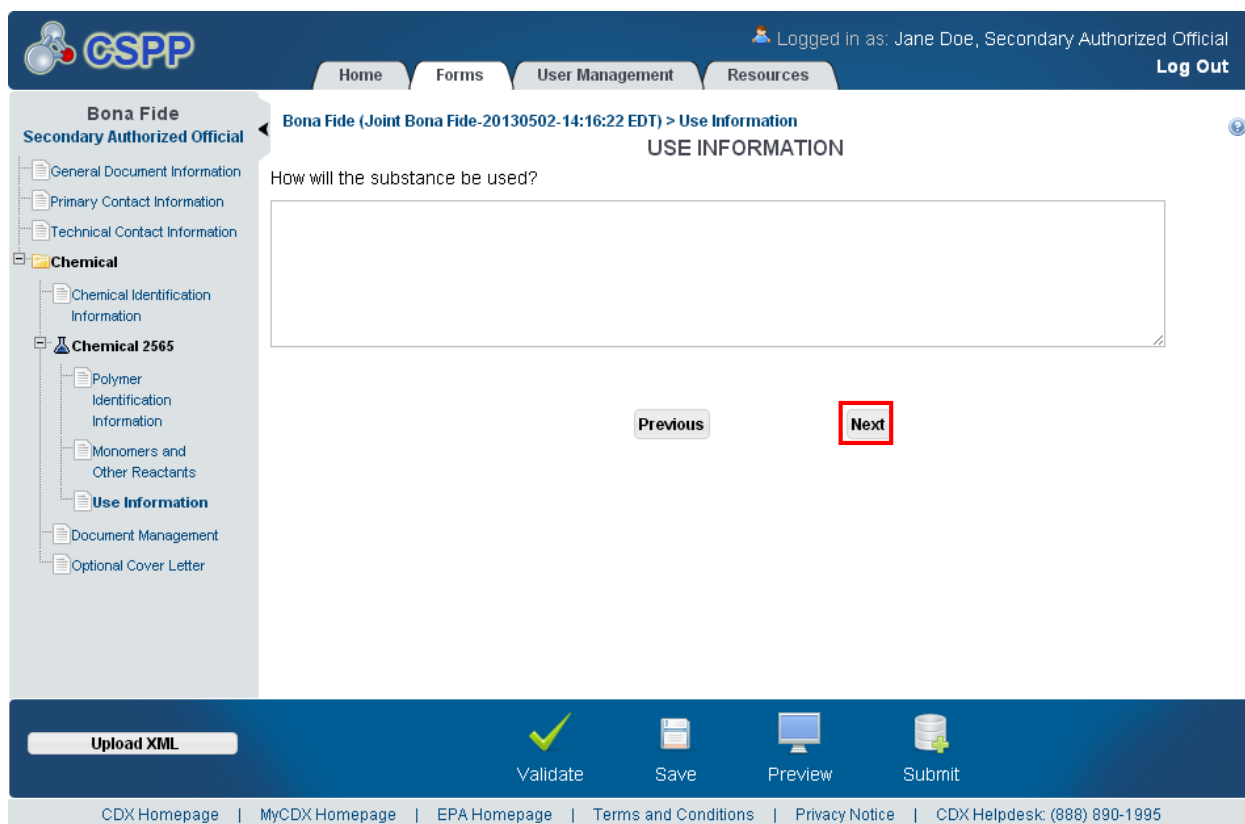 CSPP
Logged in as: Jane Doe, Secondary Authorized Official
Log Out
Home
Forms
User Management
Resources
Bona Fide
Secondary Authorized Official
General Document Information
Primary Contact Information
Technical Contact Information
Chemical
Chemical Identification
Information
Chemical 2565
Polymer
Identification
Information
Monomers and
Other Reactants
Use Information
Document Management
Optional Cover Letter
Bona Fide (Joint Bona Fide-20130502-14:16:22 EDT) > Use Information
USE INFORMATION
How will the substance be used?
Previous
Next
Upload XML
Validate
Save
Preview
Submit
CDX Homepage | MyCDX Homepage | EPA Homepage | Terms and Conditions | Privacy Notice | CDX Helpdesk: (888) 890-1995